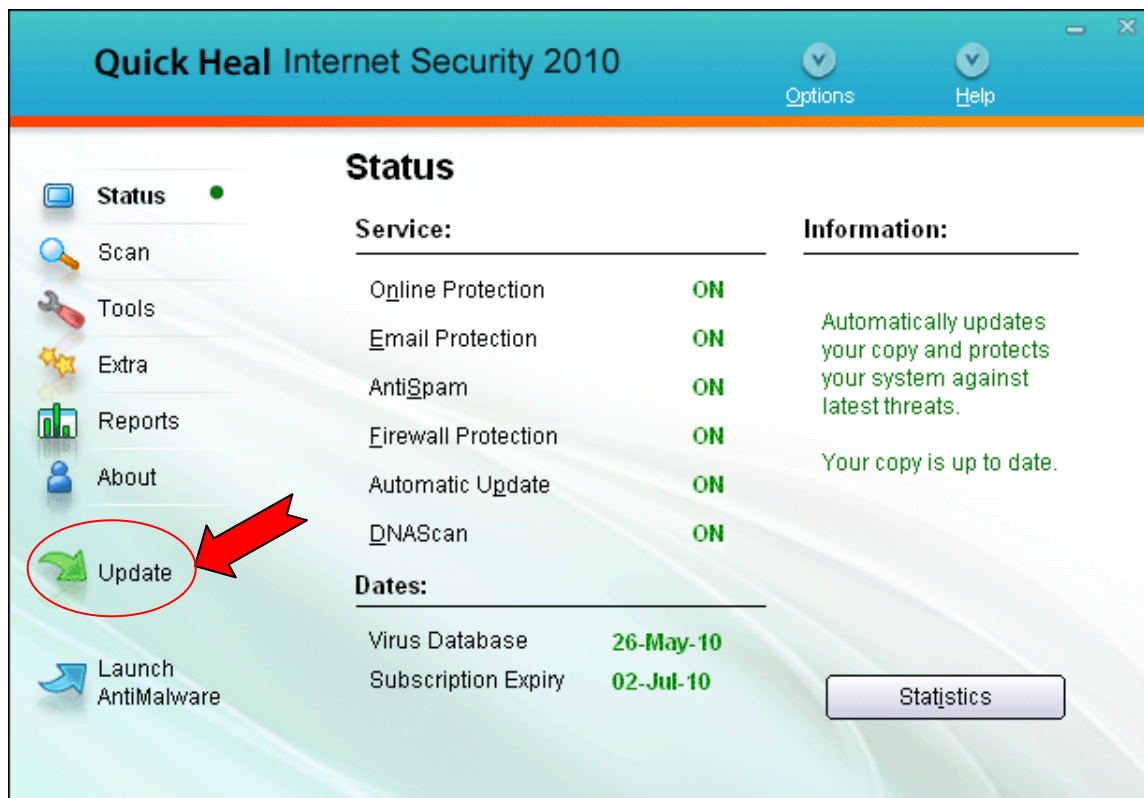 Quick Heal Internet Security 2010
Options
Help
Status
Scan
Tools
Extra
Reports
About
Update
Launch
AntiMalware
Status
Service:
Online Protection ON
Email Protection ON
AntiSpam ON
Firewall Protection ON
Automatic Update ON
DNAScan ON
Dates:
Virus Database 26-May-10
Subscription Expiry 02-Jul-10
Information:
Automatically updates
your copy and protects
your system against
latest threats.
Your copy is up to date.
Statistics